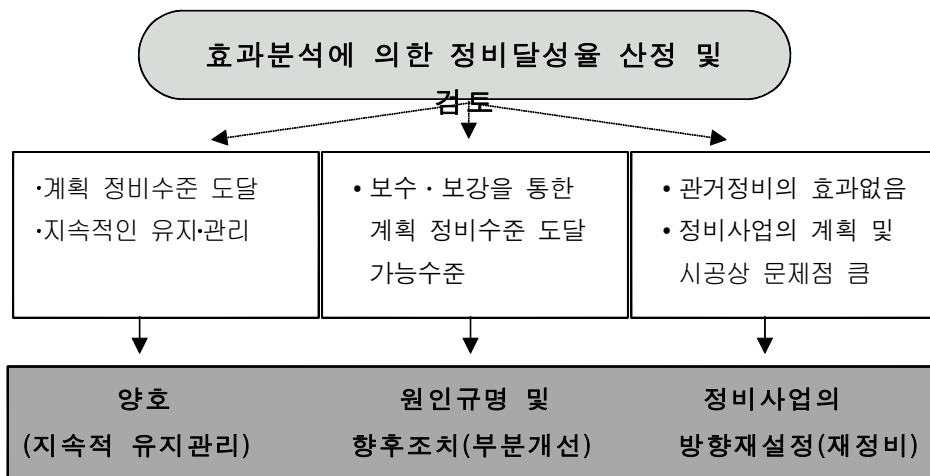 효과분석에 의한 정비달성율 산정 및
검토
·계획 정비수준 도달
·지속적인 유지·관리
• 보수·보강을 통한
계획 정비수준 도달
가능수준
• 관거정비의 효과없음
• 정비사업의 계획 및
시공상 문제점 큼
양호
(지속적 유지관리)
원인규명 및
향후조치(부분개선)
정비사업의
방향재설정(재정비)